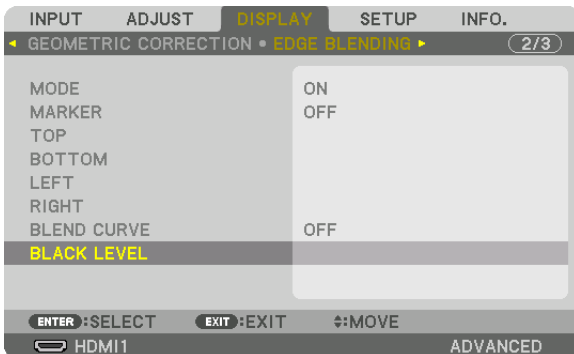 INPUT ADJUST DISPLAY SETUP INFO.
GEOMETRIC CORRECTION • EDGE BLENDING 2/3
MODE ON
MARKER OFF
TOP
BOTTOM
LEFT
RIGHT
BLEND CURVE OFF
BLACK LEVEL
ENTER :SELECT EXIT :EXIT :MOVE
HDMI1 ADVANCED